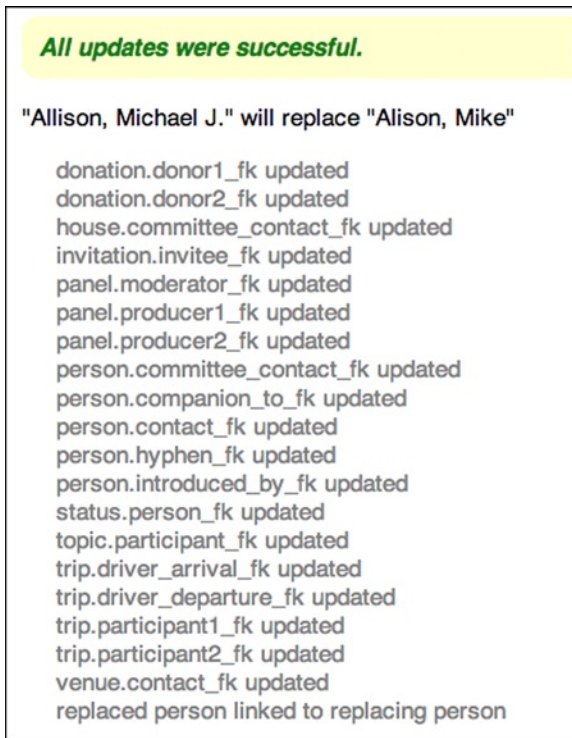 All updates were successful.
"Allison, Michael J." will replace "Alison, Mike"
donation.donor1_fk updated
donation.donor2_fk updated
house.committee_contact_fk updated
invitation.invitee_fk updated
panel.moderator_fk updated
panel.producer1_fk updated
panel.producer2_fk updated
person.committee_contact_fk updated
person.companion_to_fk updated
person.contact_fk updated
person.hyphen_fk updated
person.introduced_by_fk updated
status.person_fk updated
topic.participant_fk updated
trip.driver_arrival_fk updated
trip.driver_departure_fk updated
trip.participant1_fk updated
trip.participant2_fk updated
venue.contact_fk updated
replaced person linked to replacing person